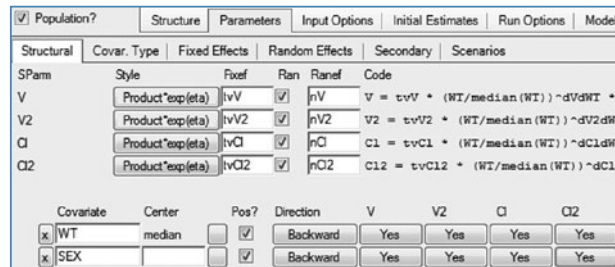 Population? Structure Parameters Input Options Initial Estimates Run Options Model
Structural Covar. Type Fixed Effects Random Effects Secondary Scenarios
SParm Style Fixef Ran Ranef Code
V Product*exp(eta) tvV nV V = tvV * (WT/median(WT))^dVdWT *
V2 Product*exp(eta) tvV2 nV2 V2 = tvV2 * (WT/median(WT))^dV2dW
Cl Product*exp(eta) tvCl nCl Cl = tvCl * (WT/median(WT))^dCldW
Cl2 Product*exp(eta) tvCl2 nCl2 Cl2 = tvCl2 * (WT/median(WT))^dCl
Covariate Center Pos? Direction V V2 Cl Cl2
x WT median Backward Yes Yes Yes Yes
x SEX Backward Yes Yes Yes Yes